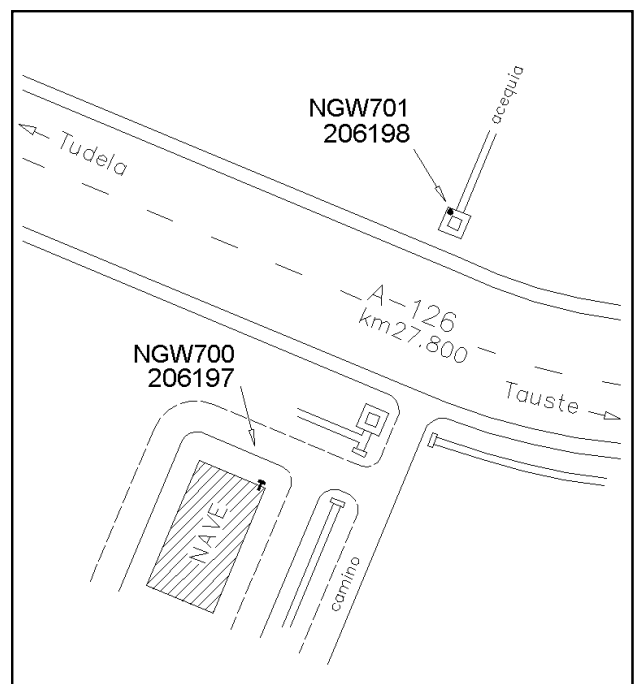 acequia
NGW701
206198
Tudela
A-126
km27.800
NGW700
206197
Tauste
NAVE
camino